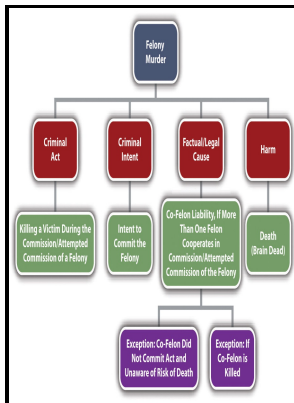 Felony
Murder
Criminal
Act
Criminal
Intent
Factual/Legal
Cause
Harm
Killing a Victim During the
Commission/Attempted
Commission of a Felony
Intent to
Commit the
Felony
Co-Felon Liability, If More
Than One Felon
Cooperates in
Commission/Attempted
Commission of the Felony
Death
(Brain Dead)
Exception: Co-Felon Did
Not Commit Act and
Unaware of Risk of Death
Exception: If
Co-Felon is
Killed